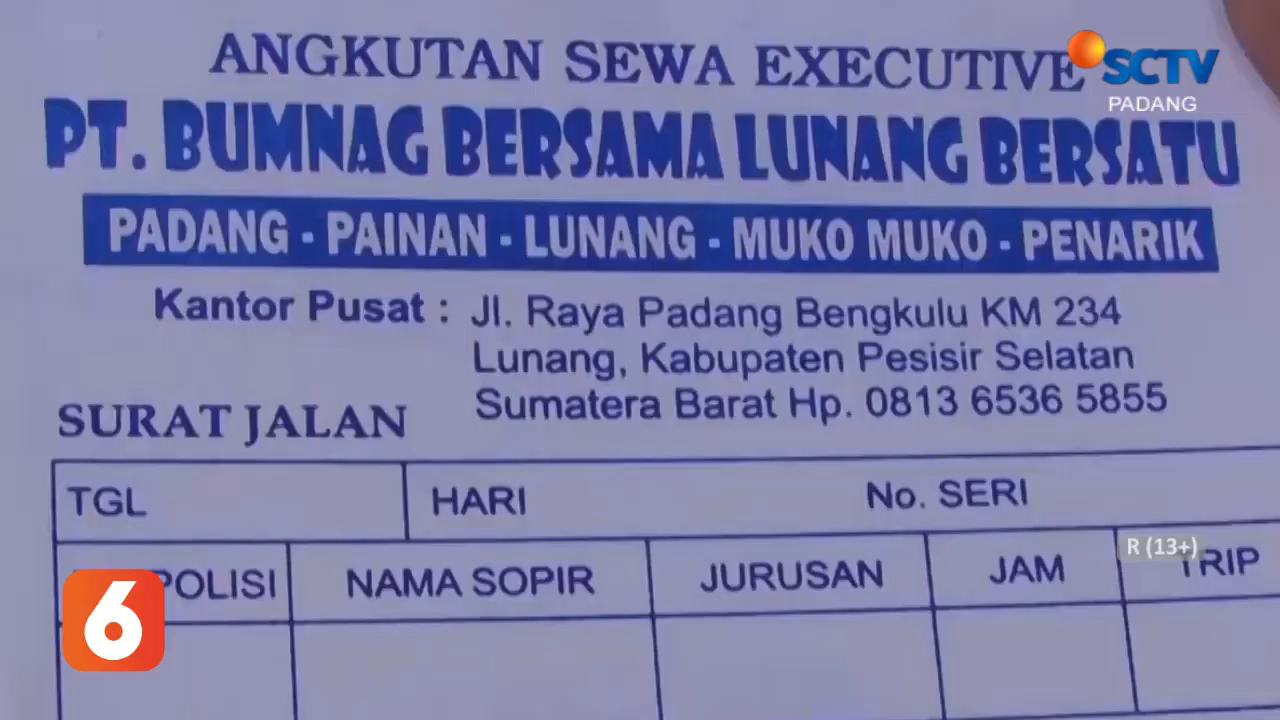 ANGKUTAN SEWA EXECUTIVE
SCTV
PADANG
PT. BUMNAG BERSAMA LUNANG BERSATU
PADANG - PAINAN - LUNANG - MUKO MUKO - PENARIK
Kantor Pusat : Jl. Raya Padang Bengkulu KM 234
Lunang, Kabupaten Pesisir Selatan
Sumatera Barat Hp. 0813 6536 5855
SURAT JALAN
TGL HARI No. SERI
R (13+)
POLISI NAMA SOPIR JURUSAN JAM TRIP
6